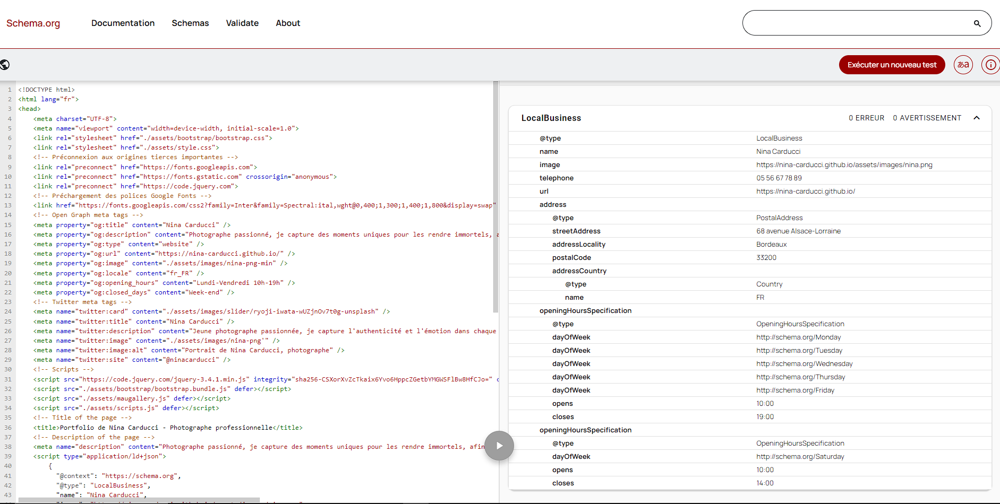 Schema.org
Documentation
Schemas
Validate
About
Exécuter un nouveau test
あa
1 <!DOCTYPE html>
2 <html lang="fr">
3 <head>
4 <meta charset="UTF-8">
5 <meta name="viewport" content="width=device-width, initial-scale=1.0">
6 <link rel="stylesheet" href="./assets/bootstrap/bootstrap.css">
7 <link rel="stylesheet" href="./assets/style.css">
8 <!-- Préconnexion aux origines tierces importantes -->
9 <link rel="preconnect" href="https://fonts.googleapis.com">
10 <link rel="preconnect" href="https://fonts.gstatic.com" crossorigin="anonymous">
11 <link rel="preconnect" href="https://code.jquery.com">
12 <!-- Préchargement des polices Google Fonts -->
13 <link href="https://fonts.googleapis.com/css2?family=Inter&family=Spectral:ital,wght@0,400;1,300;1,400;1,800&display=swap"
14 <!-- Open Graph meta tags -->
15 <meta property="og:title" content="Nina Carducci" />
16 <meta property="og:description" content="Photographe passionné, je capture des moments uniques pour les rendre immortels, a
17 <meta property="og:type" content="website" />
18 <meta property="og:url" content="https://nina-carducci.github.io/" />
19 <meta property="og:image" content="./assets/images/nina-png-min" />
20 <meta property="og:locale" content="fr_FR" />
21 <meta property="og:opening_hours" content="Lundi-Vendredi 10h-19h" />
22 <meta property="og:closed_days" content="Week-end" />
23 <!-- Twitter meta tags -->
24 <meta name="twitter:card" content="./assets/images/slider/ryoji-iwata-wUZjnOv7t0g-unsplash" />
25 <meta name="twitter:title" content="Nina Carducci" />
26 <meta name="twitter:description" content="Jeune photographe passionnée, je capture l'authenticité et l'émotion dans chaque
27 <meta name="twitter:image" content="./assets/images/nina-png'" />
28 <meta name="twitter:image:alt" content="Portrait de Nina Carducci, photographe" />
29 <meta name="twitter:site" content="@ninacarducci" />
30 <!-- Scripts -->
31 <script src="https://code.jquery.com/jquery-3.4.1.min.js" integrity="sha256-CSXorXvZcTkaix6Yvo6HppcZGetbYMGWSFlBw8HfCJo=" c
32 <script src="./assets/bootstrap/bootstrap.bundle.js" defer></script>
33 <script src="./assets/maugallery.js" defer></script>
34 <script src="./assets/scripts.js" defer></script>
35 <!-- Title of the page -->
36 <title>Portfolio de Nina Carducci - Photographe professionnelle</title>
37 <!-- Description of the page -->
38 <meta name="description" content="Photographe passionné, je capture des moments uniques pour les rendre immortels, afin
39 <script type="application/ld+json">
40 {
41 "@context": "https://schema.org",
42 "@type": "LocalBusiness",
43 "name": "Nina Carducci",
LocalBusiness 0 ERREUR 0 AVERTISSEMENT
@type LocalBusiness
name Nina Carducci
image https://nina-carducci.github.io/assets/images/nina.png
telephone 05 56 67 78 89
url https://nina-carducci.github.io/
address
@type PostalAddress
streetAddress 68 avenue Alsace-Lorraine
addressLocality Bordeaux
postalCode 33200
addressCountry
@type Country
name FR
openingHoursSpecification
@type OpeningHoursSpecification
dayOfWeek http://schema.org/Monday
dayOfWeek http://schema.org/Tuesday
dayOfWeek http://schema.org/Wednesday
dayOfWeek http://schema.org/Thursday
dayOfWeek http://schema.org/Friday
opens 10:00
closes 19:00
openingHoursSpecification
@type OpeningHoursSpecification
dayOfWeek http://schema.org/Saturday
opens 10:00
closes 14:00